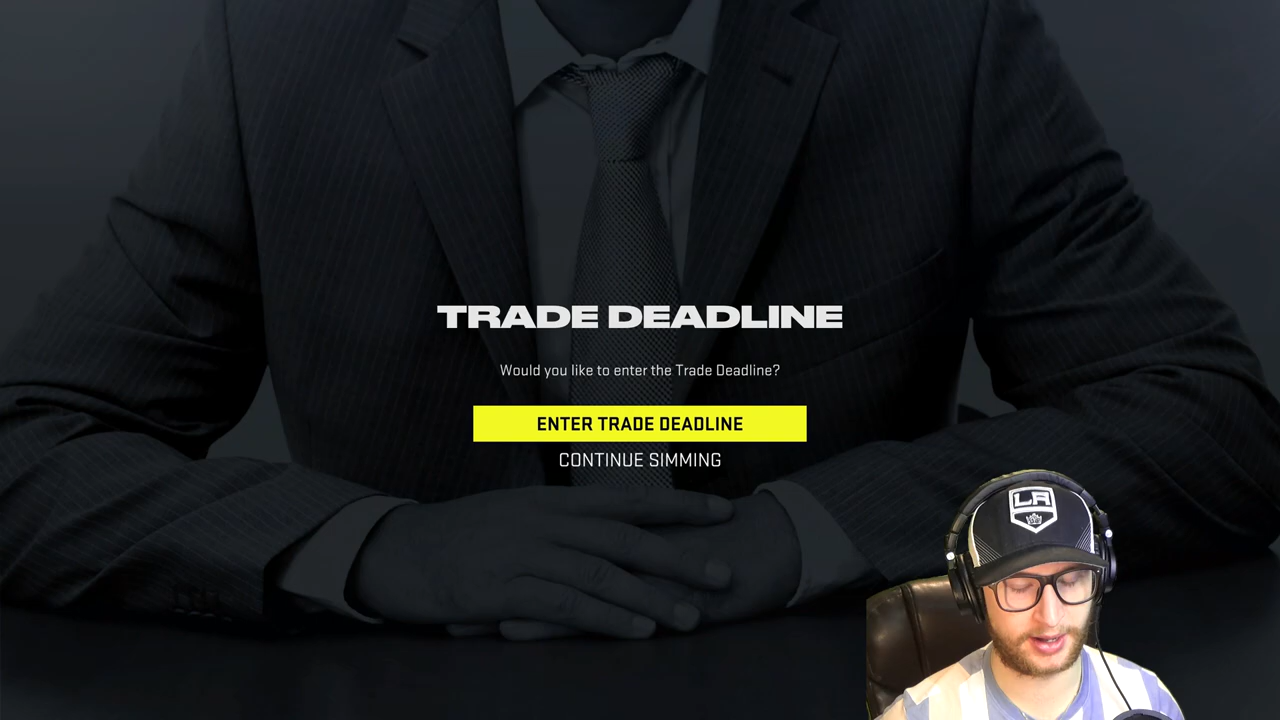 TRADE DEADLINE
Would you like to enter the Trade Deadline?
ENTER TRADE DEADLINE
CONTINUE SIMMING
LA